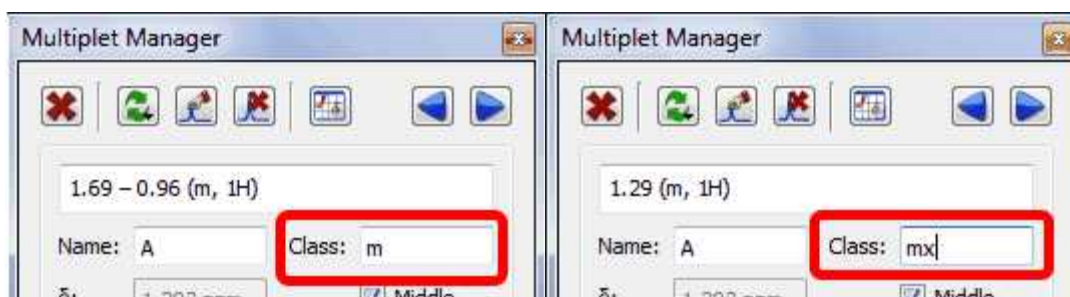 Multiplet Manager
1.69 – 0.96 (m, 1H)
Name: A Class: m
Middle
Multiplet Manager
1.29 (m, 1H)
Name: A Class: mx
Middle